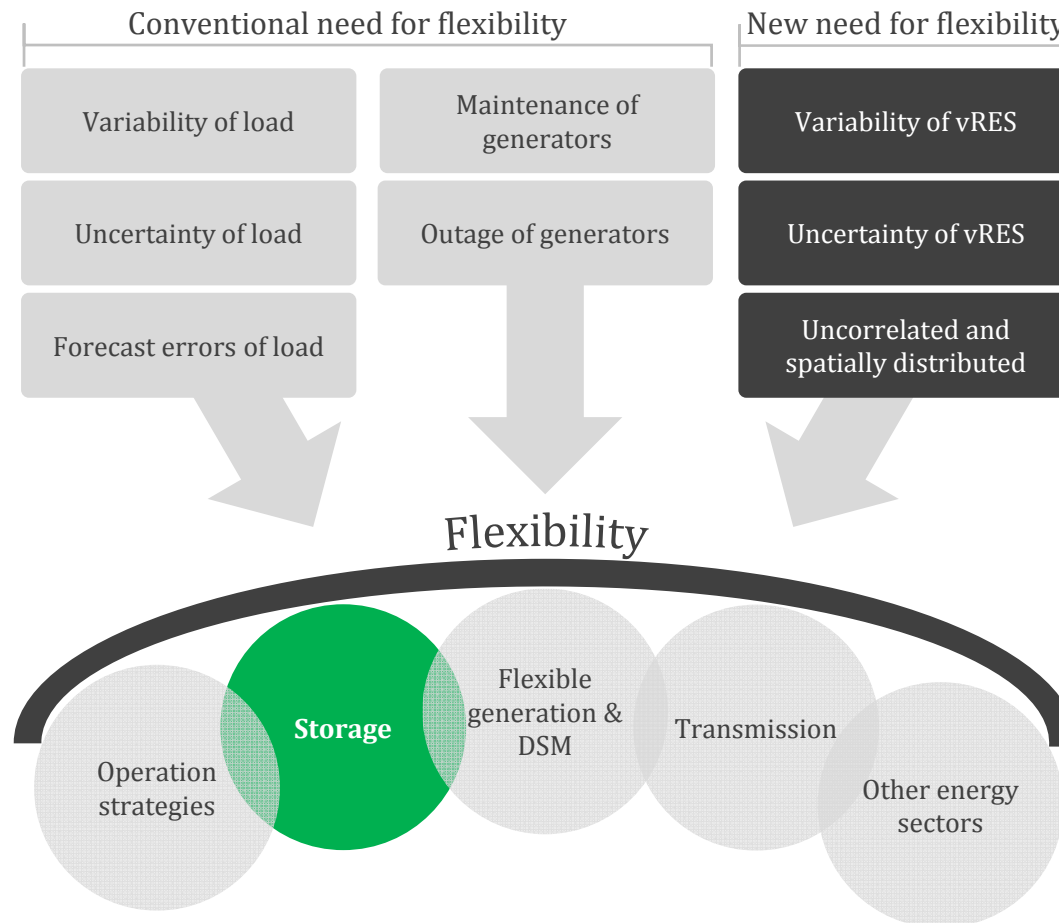 Conventional need for flexibility
New need for flexibility
Variability of load
Maintenance of
generators
Variability of vRES
Uncertainty of load
Outage of generators
Uncertainty of vRES
Forecast errors of load
Uncorrelated and
spatially distributed
Flexibility
Operation
strategies
Storage
Flexible
generation &
DSM
Transmission
Other energy
sectors